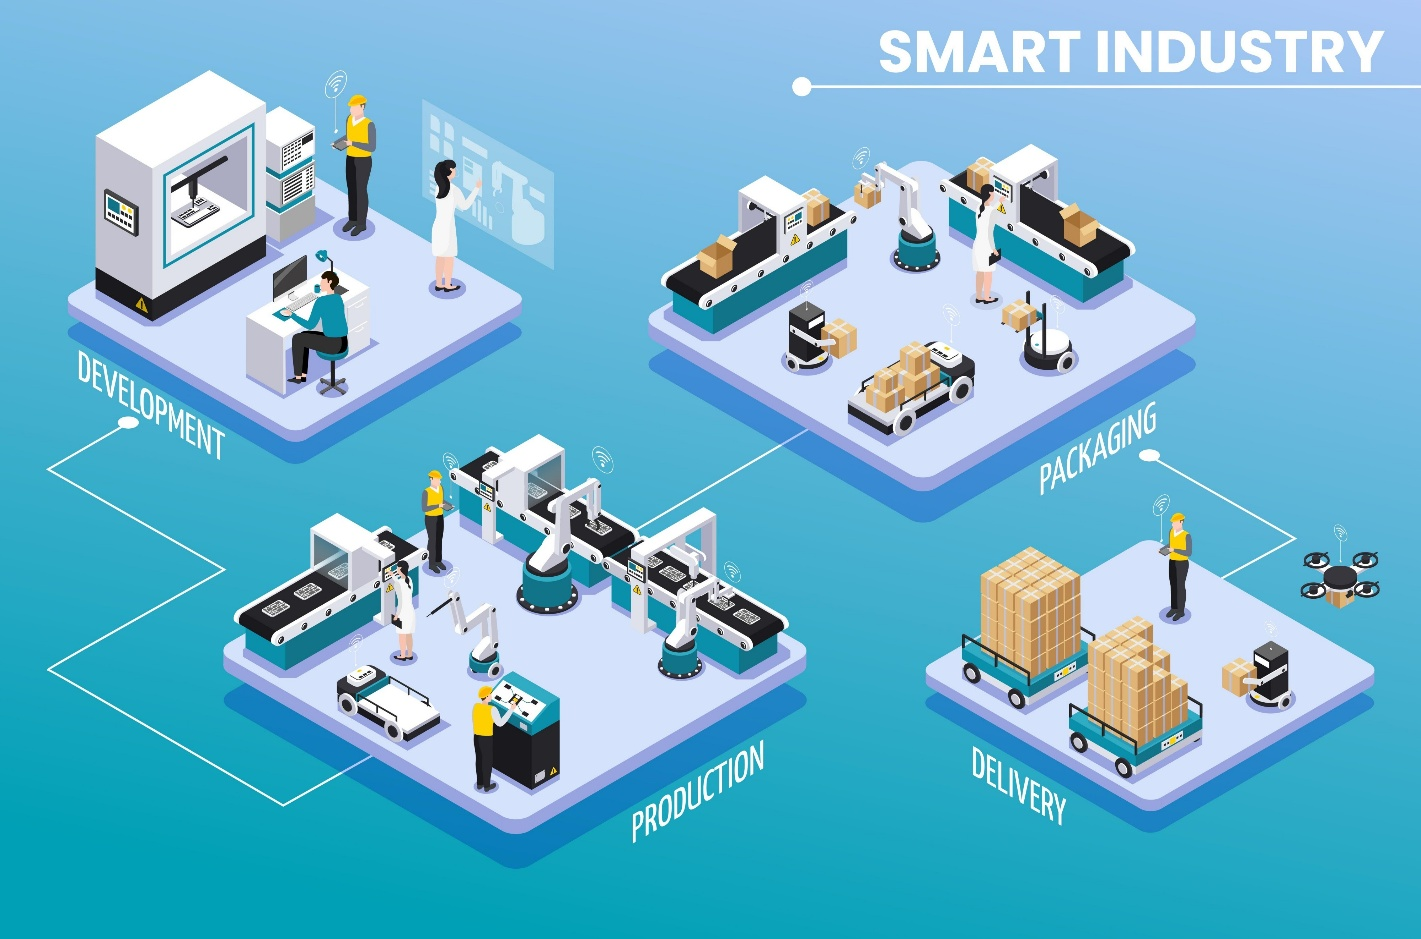 SMART INDUSTRY
DEVELOPMENT
PACKAGING
PRODUCTION
DELIVERY